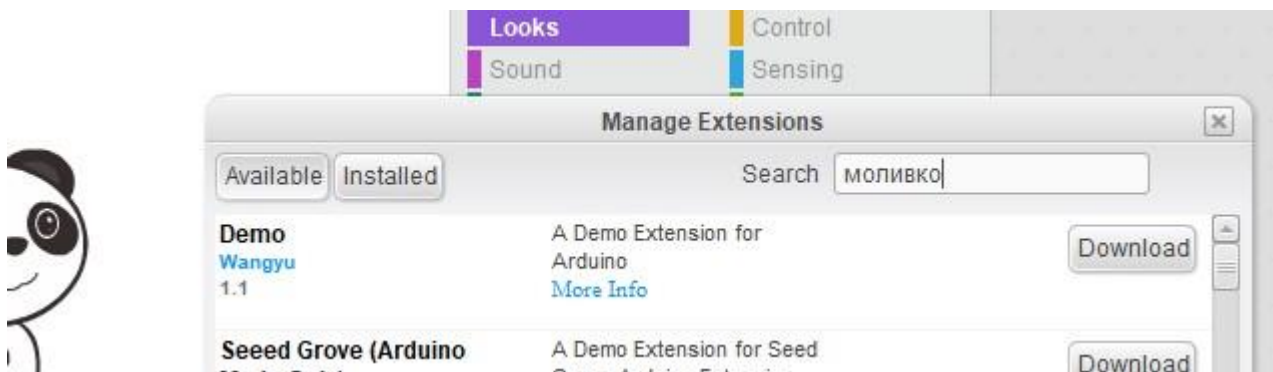 Looks Control
Sound Sensing
Manage Extensions
Available Installed Search моливко
Demo A Demo Extension for Download
Wangyu Arduino
1.1 More Info
Seeed Grove (Arduino A Demo Extension for Seed Download